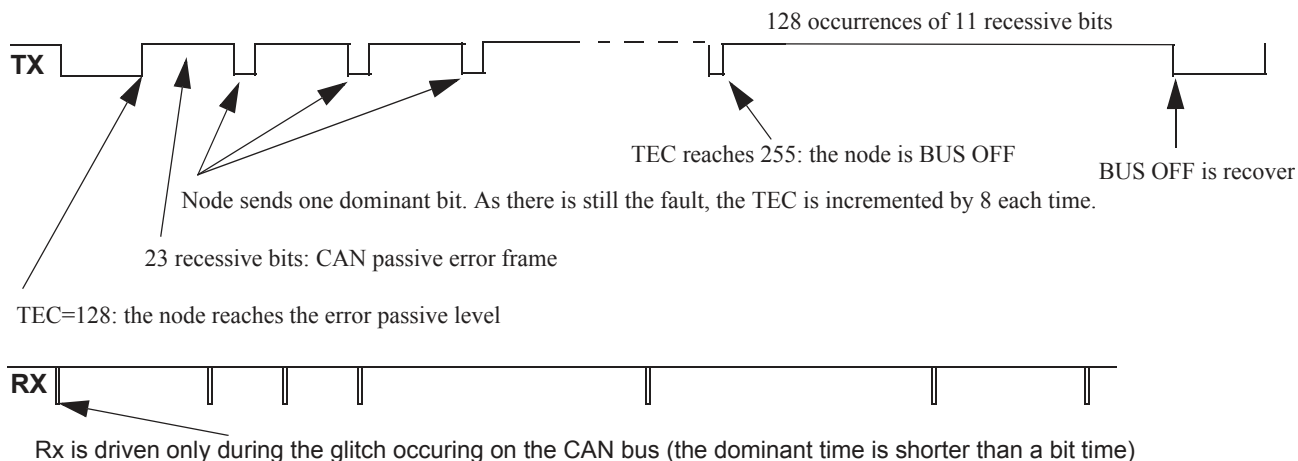 128 occurrences of 11 recessive bits
TX
TEC reaches 255: the node is BUS OFF
BUS OFF is recover
Node sends one dominant bit. As there is still the fault, the TEC is incremented by 8 each time.
23 recessive bits: CAN passive error frame
TEC=128: the node reaches the error passive level
RX
Rx is driven only during the glitch occuring on the CAN bus (the dominant time is shorter than a bit time)